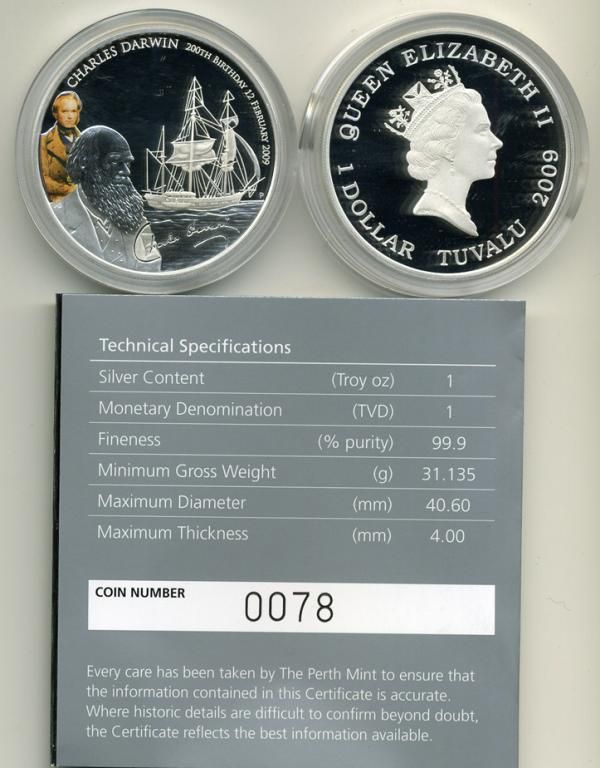 CHARLES DARWIN 200TH BIRTHDAY 12 FEBRUARY 2009
P
QUEEN ELIZABETH II
1 DOLLAR TUVALU 2009
Technical Specifications
Silver Content (Troy oz) 1
Monetary Denomination (TVD) 1
Fineness (% purity) 99.9
Minimum Gross Weight (g) 31.135
Maximum Diameter (mm) 40.60
Maximum Thickness (mm) 4.00
COIN NUMBER 0078
Every care has been taken by The Perth Mint to ensure that
the information contained in this Certificate is accurate.
Where historic details are difficult to confirm beyond doubt,
the Certificate reflects the best information available.